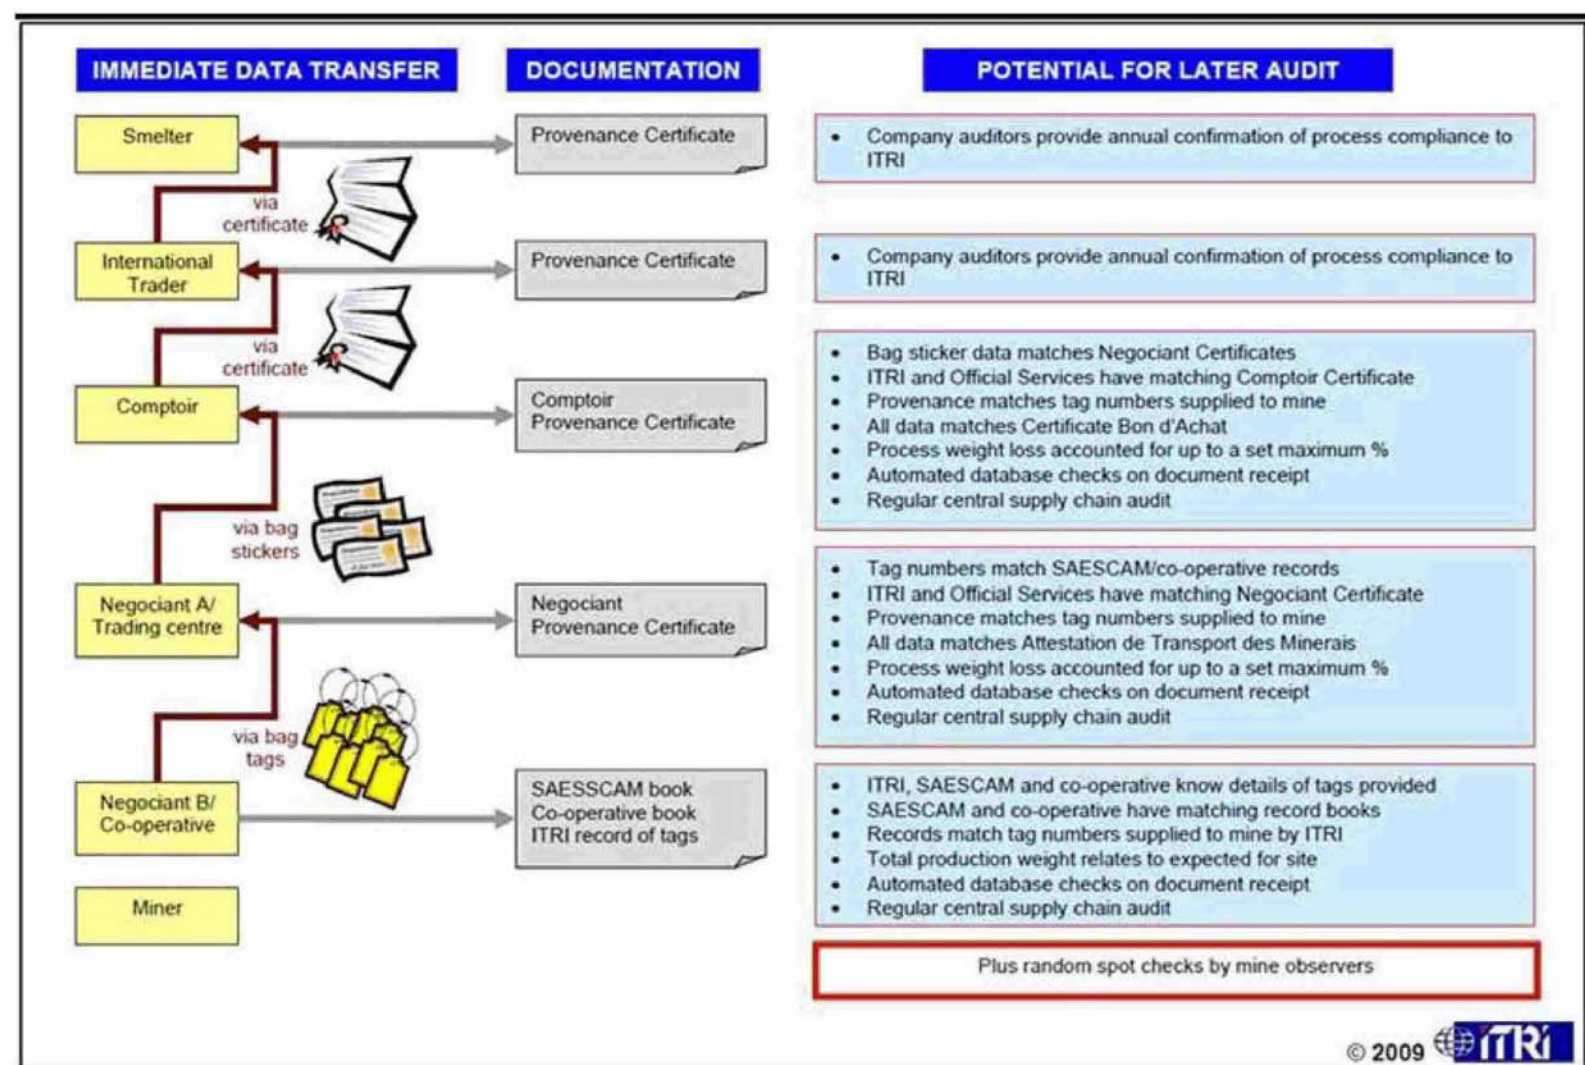 IMMEDIATE DATA TRANSFER
DOCUMENTATION
POTENTIAL FOR LATER AUDIT
Smelter
Provenance Certificate
• Company auditors provide annual confirmation of process compliance to
ITRI
via
certificate
International
Trader
Provenance Certificate
• Company auditors provide annual confirmation of process compliance to
ITRI
via
certificate
Comptoir
Comptoir
Provenance Certificate
• Bag sticker data matches Negociant Certificates
• ITRI and Official Services have matching Comptoir Certificate
• Provenance matches tag numbers supplied to mine
• All data matches Certificate Bon d'Achat
• Process weight loss accounted for up to a set maximum %
• Automated database checks on document receipt
• Regular central supply chain audit
via bag
stickers
Negociant A/
Trading centre
Negociant
Provenance Certificate
• Tag numbers match SAESCAM/co-operative records
• ITRI and Official Services have matching Negociant Certificate
• Provenance matches tag numbers supplied to mine
• All data matches Attestation de Transport des Minerais
• Process weight loss accounted for up to a set maximum %
• Automated database checks on document receipt
• Regular central supply chain audit
via bag
tags
Negociant B/
Co-operative
SAESSCAM book
Co-operative book
ITRI record of tags
• ITRI, SAESCAM and co-operative know details of tags provided
• SAESCAM and co-operative have matching record books
• Records match tag numbers supplied to mine by ITRI
• Total production weight relates to expected for site
• Automated database checks on document receipt
• Regular central supply chain audit
Miner
Plus random spot checks by mine observers
© 2009 iTRi